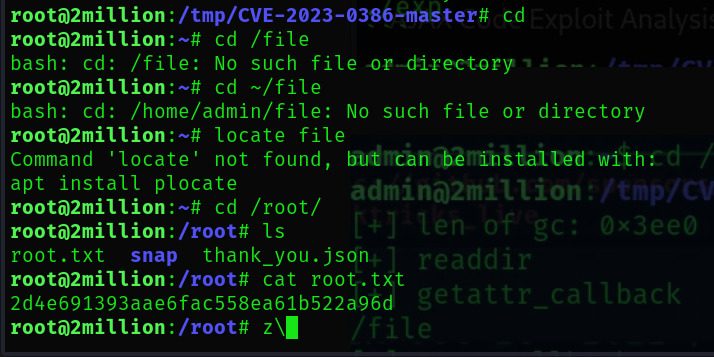 root@2million:/tmp/CVE-2023-0386-master# cd
root@2million:~# cd /file
bash: cd: /file: No such file or directory
root@2million:~# cd ~/file
bash: cd: /home/admin/file: No such file or directory
root@2million:~# locate file
Command 'locate' not found, but can be installed with:
apt install plocate
root@2million:~# cd /root/
root@2million:/root# ls
root.txt  snap  thank_you.json
root@2million:/root# cat root.txt
2d4e691393aae6fac558ea61b522a96d
root@2million:/root# z\
Code Exploit Analysis
admin@2million:~$ cd /
admin@2million:/tmp/CV
[+] len of gc: 0x3ee0
[+] readdir
[+] getattr_callback
/file